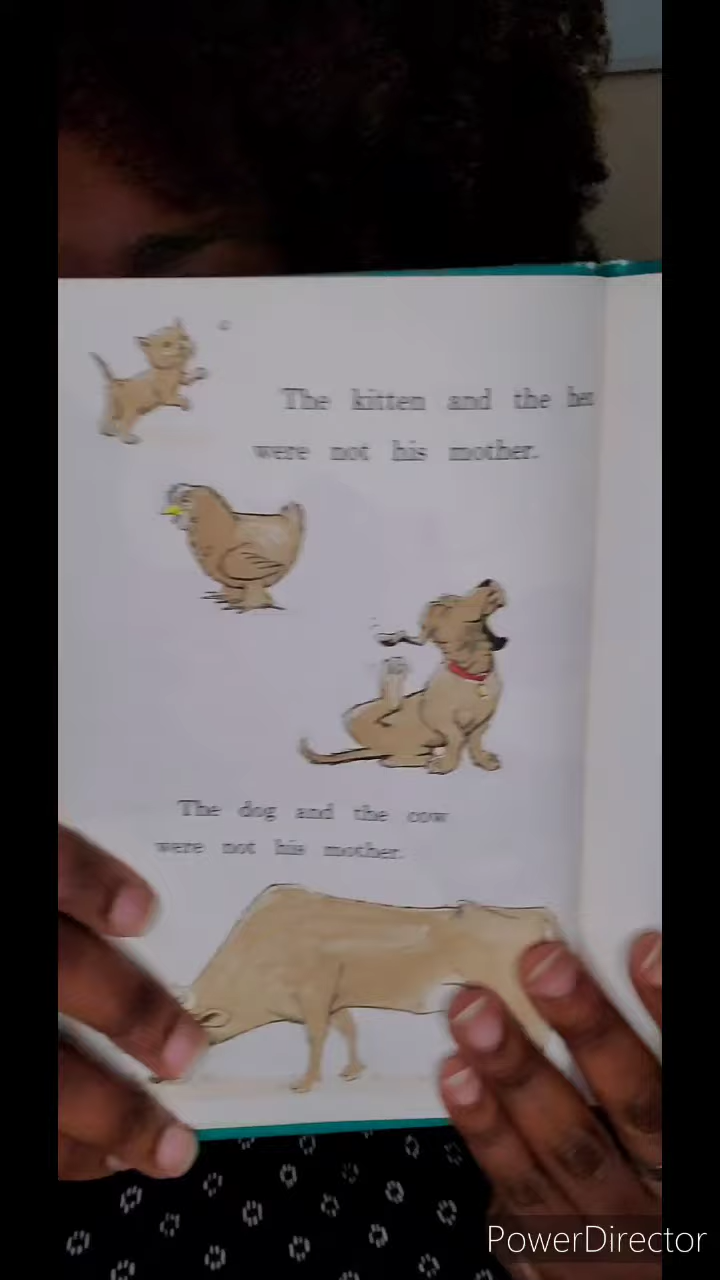 The kitten and the hen
were not his mother.
The dog and the cow
were not his mother.
PowerDirector